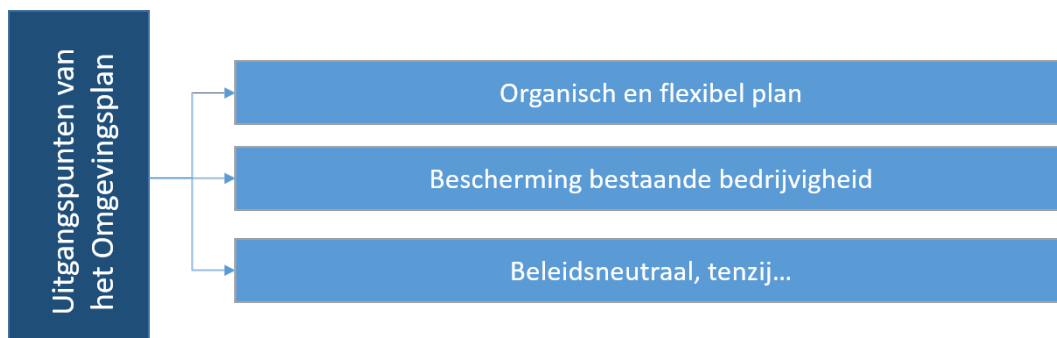 Uitgangspunten van
het Omgevingsplan
Organisch en flexibel plan
Bescherming bestaande bedrijvigheid
Beleidsneutraal, tenzij...